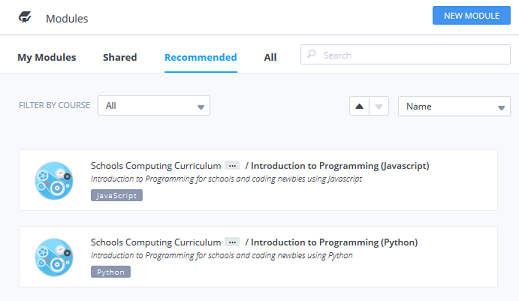 Modules
NEW MODULE
My Modules Shared Recommended All Search
FILTER BY COURSE All Name
Schools Computing Curriculum ••• / Introduction to Programming (Javascript)
Introduction to Programming for schools and coding newbies using Javascript
JavaScript
Schools Computing Curriculum ••• / Introduction to Programming (Python)
Introduction to Programming for schools and coding newbies using Python
Python